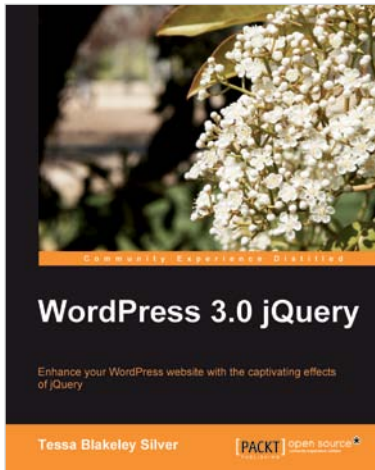 Community Experience Distilled
WordPress 3.0 jQuery
Enhance your WordPress website with the captivating effects
of jQuery
Tessa Blakeley Silver
[PACKT] open source*
PUBLISHING